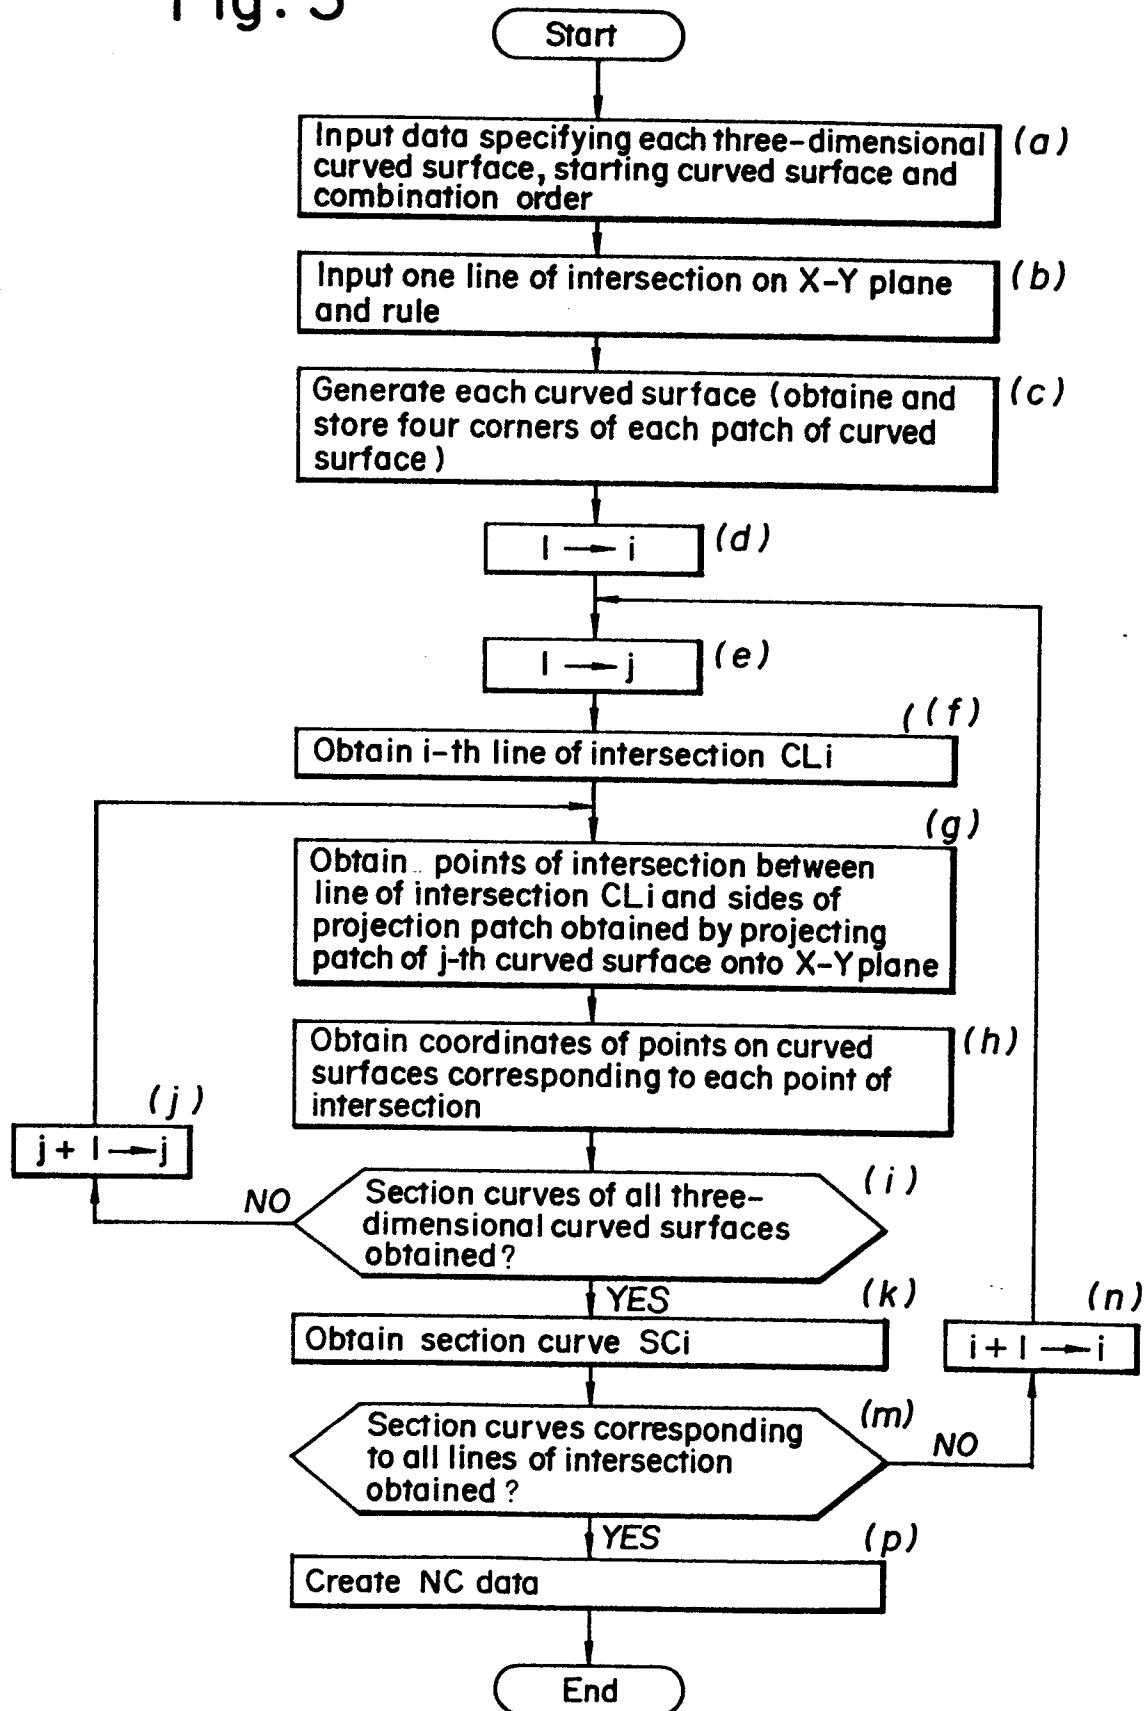 Fig. 5
Start
Input data specifying each three-dimensional
curved surface, starting curved surface and
combination order
(a)
Input one line of intersection on X-Y plane
and rule
(b)
Generate each curved surface (obtaine and
store four corners of each patch of curved
surface)
(c)
1 → i
(d)
1 → j
(e)
(f)
Obtain i-th line of intersection CLi
(g)
Obtain points of intersection between
line of intersection CLi and sides of
projection patch obtained by projecting
patch of j-th curved surface onto X-Y plane
Obtain coordinates of points on curved
surfaces corresponding to each point of
intersection
(h)
(j)
j + 1 → j
NO
Section curves of all three-
dimensional curved surfaces
obtained?
(i)
YES
(k)
Obtain section curve SCi
(n)
i + 1 → i
Section curves corresponding
to all lines of intersection
obtained?
(m)
NO
YES
(p)
Create NC data
End